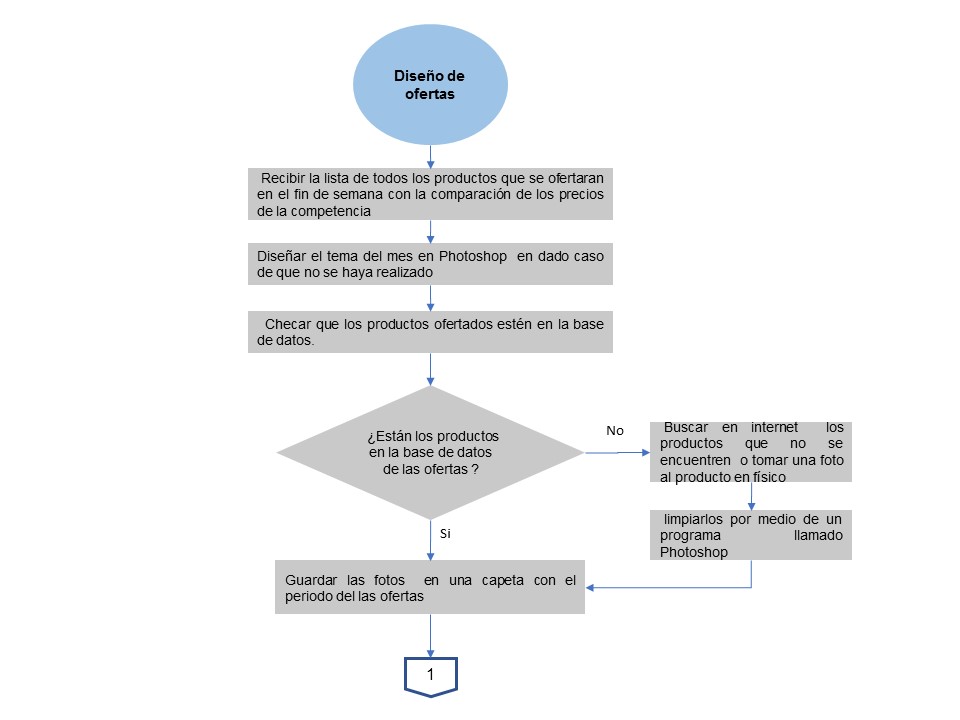 Diseño de
ofertas
Recibir la lista de todos los productos que se ofertaran
en el fin de semana con la comparación de los precios
de la competencia
Diseñar el tema del mes en Photoshop en dado caso
de que no se haya realizado
Checar que los productos ofertados estén en la base
de datos.
¿Están los productos
en la base de datos
de las ofertas ?
No
Buscar en internet los
productos que no se
encuentren o tomar una foto
al producto en físico
limpiarlos por medio de un
programa llamado
Photoshop
Si
Guardar las fotos en una capeta con el
periodo del las ofertas
1